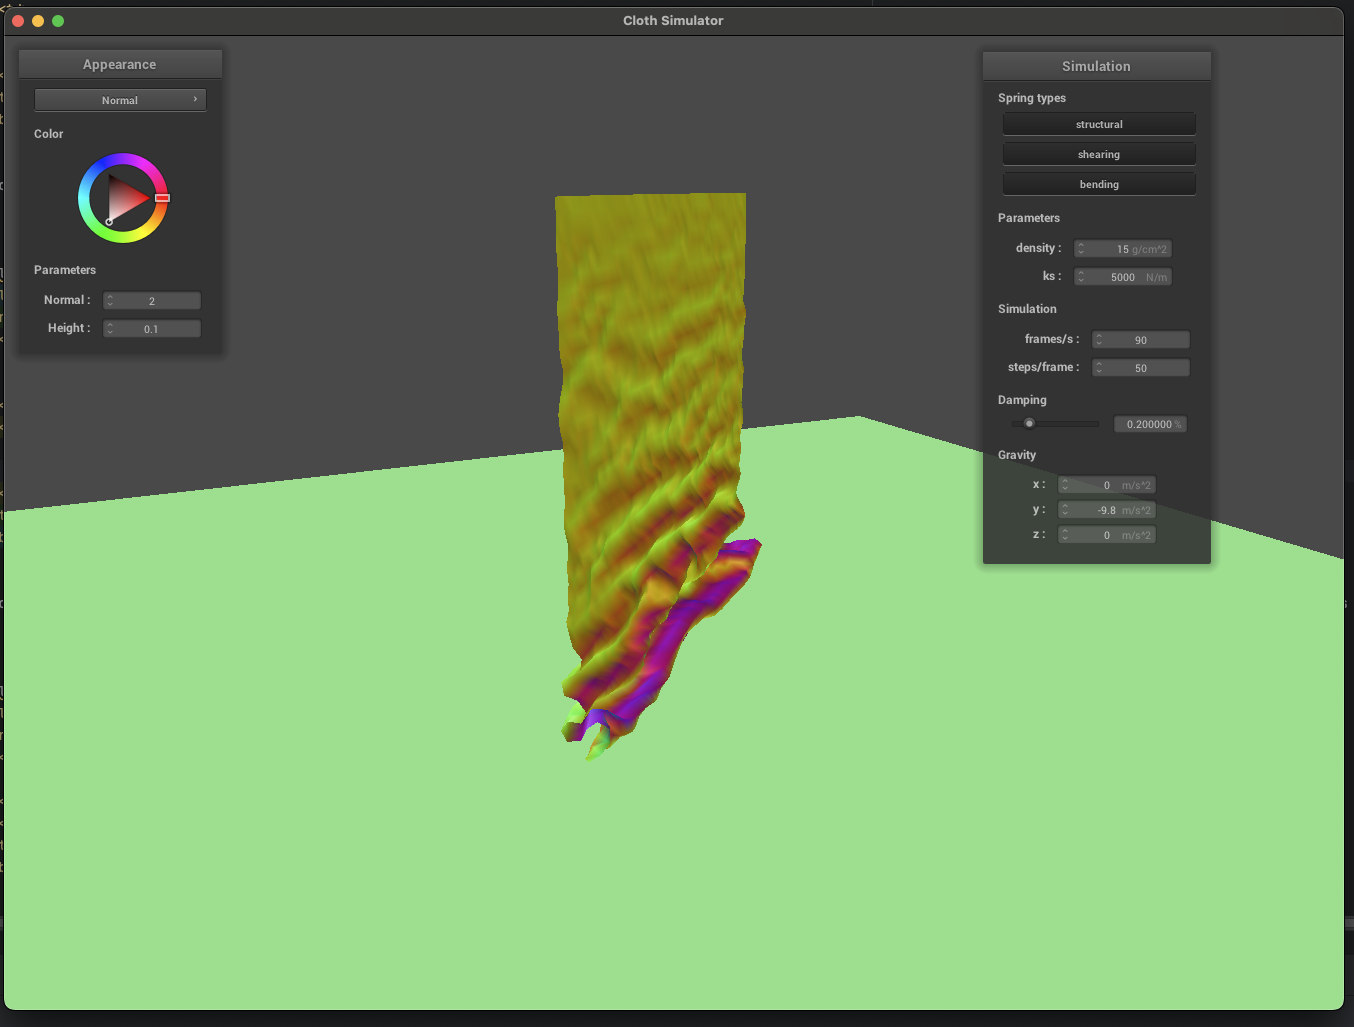 Cloth Simulator
Appearance
Normal
Color
Parameters
Normal : 2
Height : 0.1
Simulation
Spring types
structural
shearing
bending
Parameters
density : 15 g/cm^2
ks : 5000 N/m
Simulation
frames/s : 90
steps/frame : 50
Damping
0.200000 %
Gravity
x : 0 m/s^2
y : -9.8 m/s^2
z : 0 m/s^2